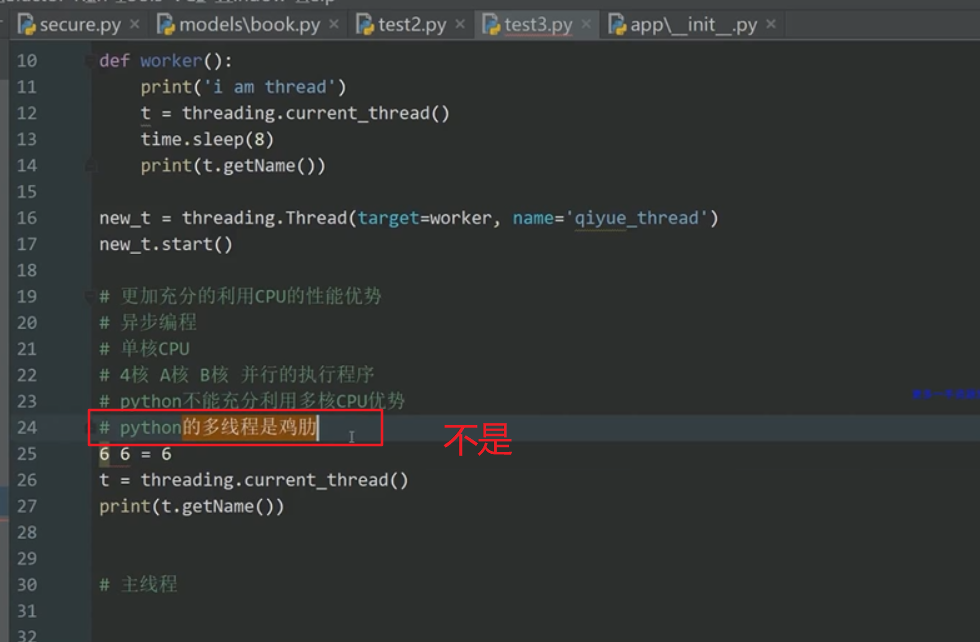 secure.py × models\book.py × test2.py × test3.py × app\__init__.py ×
10 def worker():
11 print('i am thread')
12 t = threading.current_thread()
13 time.sleep(8)
14 print(t.getName())
15
16 new_t = threading.Thread(target=worker, name='qiyue_thread')
17 new_t.start()
18
19 # 更加充分的利用CPU的性能优势
20 # 异步编程
21 # 单核CPU
22 # 4核 A核 B核 并行的执行程序
23 # python不能充分利用多核CPU优势
24 # python的多线程是鸡肋
不是
25 6 6 = 6
26 t = threading.current_thread()
27 print(t.getName())
28
29
30 # 主线程
31
32